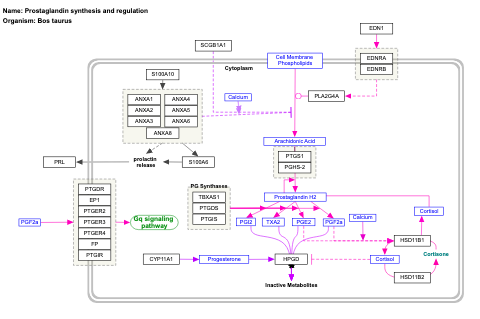 Name: Prostaglandin synthesis and regulation
Organism: Bos taurus
EDN1
SCGB1A1
Cell Membrane
Phospholipids
EDNRA
EDNRB
Cytoplasm
S100A10
PLA2G4A
Calcium
ANXA1
ANXA4
ANXA2
ANXA5
ANXA3
ANXA6
ANXA8
Arachidonic Acid
PTGS1
PGHS-2
PRL
prolactin
release
S100A6
PG Synthases
TBXAS1
PTGDS
PTGIS
Prostaglandin H2
PTGDR
EP1
PTGER2
PTGER3
PTGER4
FP
PTGIR
PGF2a
Gq signaling
pathway
PGI2
TXA2
PGE2
PGF2a
Calcium
Cortisol
HSD11B1
Cortisone
CYP11A1
Progesterone
HPGD
Cortisol
HSD11B2
Inactive Metabolites